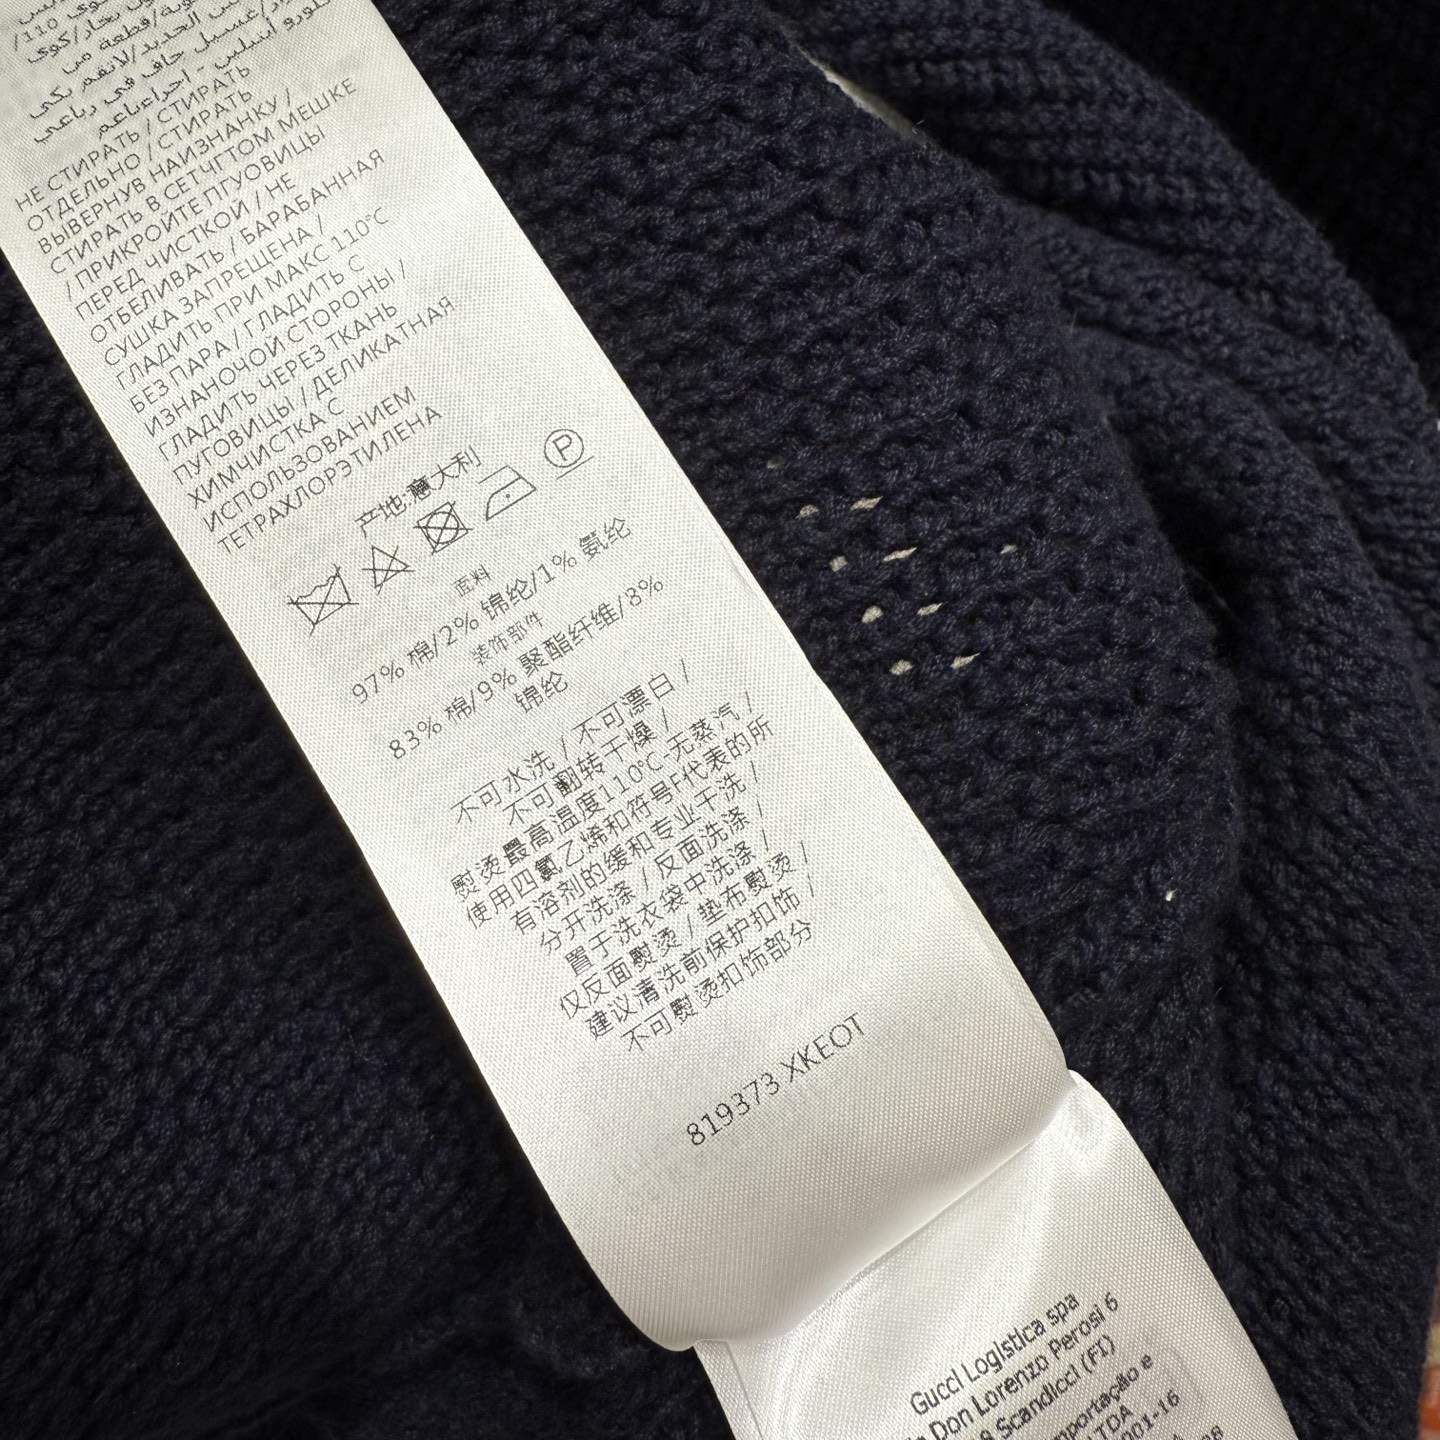 110/
НЕ СТИРАТЬ / СТИРАТЬ
ОТДЕЛЬНО / СТИРАТЬ
ВЫВЕРНУВ НАИЗНАНКУ /
СТИРАТЬ В СЕТЧГТОМ МЕШКЕ
/ ПРИКРОЙТЕ ПГУОВИЦЫ
ПЕРЕД ЧИСТКОЙ / НЕ
ОТБЕЛИВАТЬ / БАРАБАННАЯ
СУШКА ЗАПРЕЩЕНА /
ГЛАДИТЬ ПРИ МАКС 110°C
БЕЗ ПАРА / ГЛАДИТЬ С
ИЗНАНОЧОЙ СТОРОНЫ /
ГЛАДИТЬ ЧЕРЕЗ ТКАНЬ
ПУГОВИЦЫ / ДЕЛИКАТНАЯ
ХИМЧИСТКА С
ИСПОЛЬЗОВАНИЕМ
ТЕТРАХЛОРЭТИЛЕНА
产地:意大利
P
面料
97% 棉/2% 锦纶/1% 氨纶
装饰部件
83% 棉/9% 聚酯纤维/8%
锦纶
不可水洗 / 不可漂白 /
不可翻转干燥 /
熨烫最高温度110°C-无蒸汽 /
使用四氯乙烯和符号F代表的所
有溶剂的缓和专业干洗 /
分开洗涤 / 反面洗涤 /
置于洗衣袋中洗涤 /
仅反面熨烫 / 垫布熨烫 /
建议清洗前保护扣饰
不可熨烫扣饰部分
819373 XKEOT
Gucci Logistica spa
Don Lorenzo Perosi 6
8 Scandicci (FI)
mportação e
LTDA
001-16